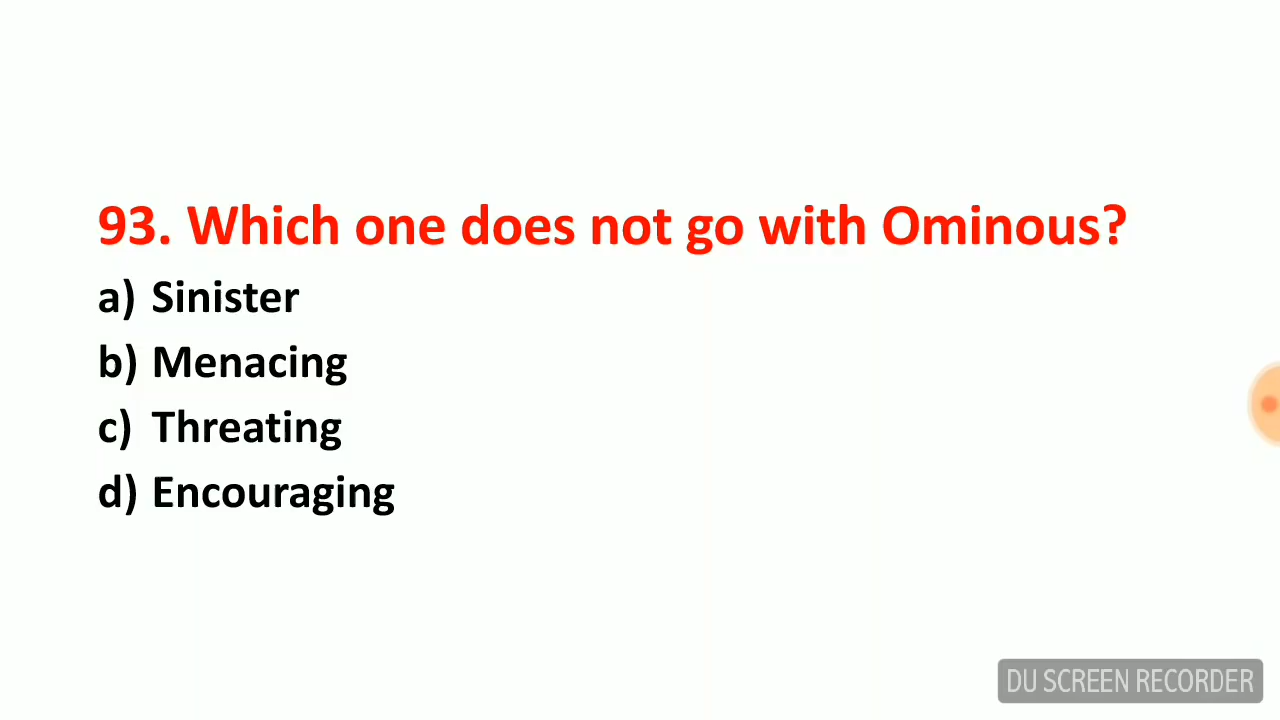 93. Which one does not go with Ominous?
a) Sinister
b) Menacing
c) Threating
d) Encouraging
DU SCREEN RECORDER